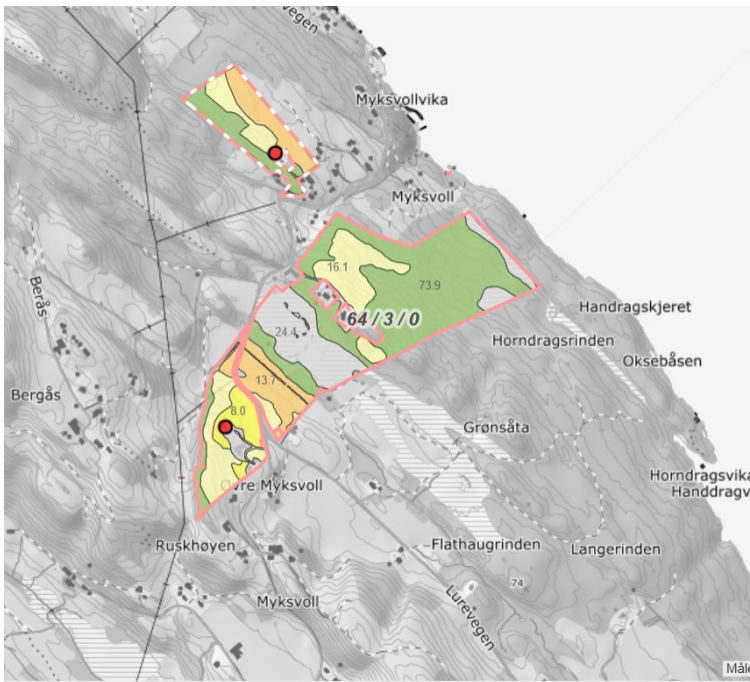 vegen
Myksvollvika
Myksvoll
16.1
73.9
Berås
64 / 3 / 0
Handragskjeret
24.4
Horndragsrinden
Oksebåsen
13.7
Bergås
8.0
Grønsåta
Horndragsvika
Øvre Myksvoll
Handdragv
Ruskhøyen
Flathaugrinden
Langerinden
74
Myksvoll
Lurevegen
Måle